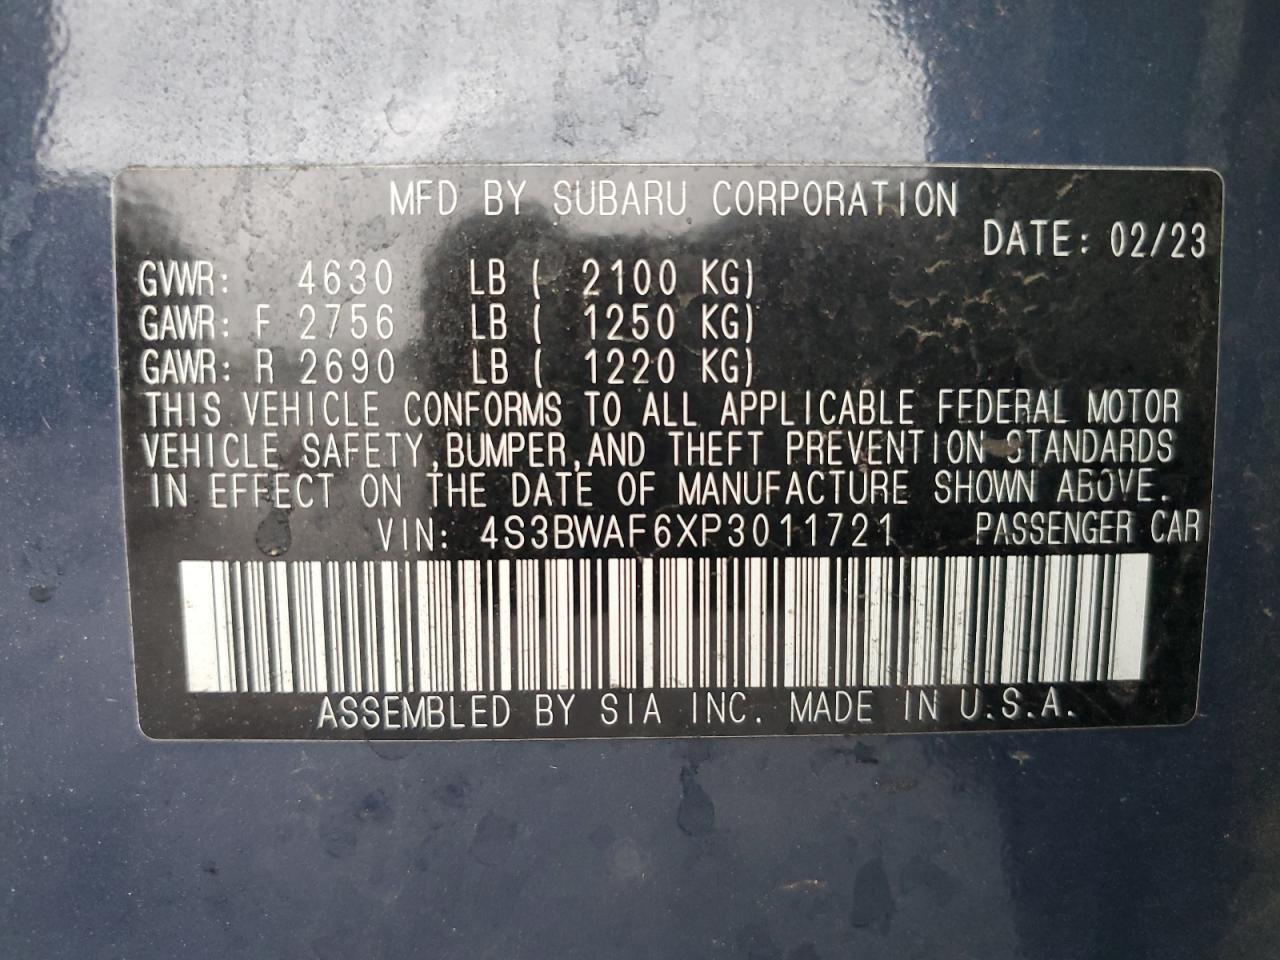 MFD BY SUBARU CORPORATION
DATE: 02/23
GVWR: 4630 LB ( 2100 KG)
GAWR: F 2756 LB ( 1250 KG)
GAWR: R 2690 LB ( 1220 KG)
THIS VEHICLE CONFORMS TO ALL APPLICABLE FEDERAL MOTOR
VEHICLE SAFETY,BUMPER,AND THEFT PREVENTION STANDARDS
IN EFFECT ON THE DATE OF MANUFACTURE SHOWN ABOVE.
VIN: 4S3BWAF6XP3011721 PASSENGER CAR
ASSEMBLED BY SIA INC. MADE IN U.S.A.